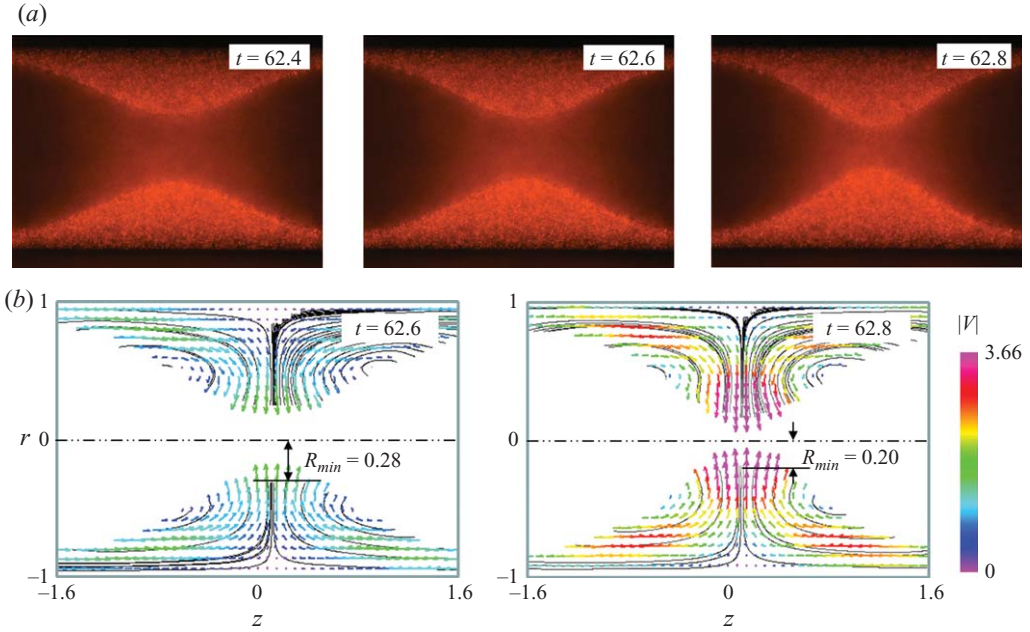 (a)
t = 62.4
t = 62.6
t = 62.8
(b)
1
r 0
−1
t = 62.6
R_min = 0.28
−1.6 0 1.6
z
1
0
−1
t = 62.8
R_min = 0.20
−1.6 0 1.6
z
|V|
3.66
0